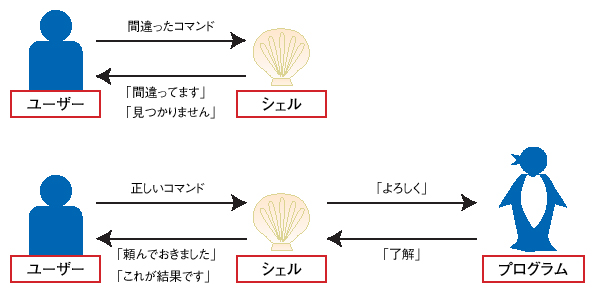 間違ったコマンド
「間違ってます」
「見つかりません」
ユーザー
シェル
正しいコマンド
「よろしく」
「頼んでおきました」
「これが結果です」
「了解」
ユーザー
シェル
プログラム